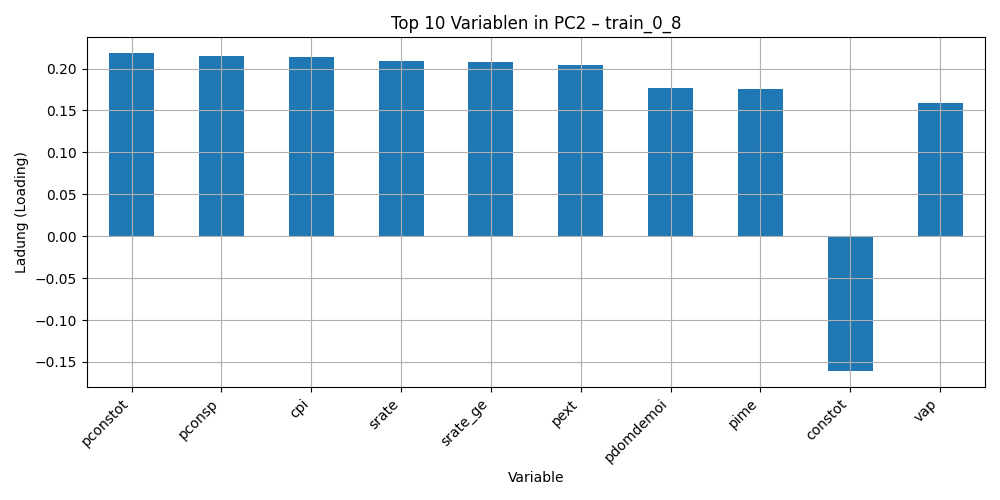 Top 10 Variablen in PC2 – train_0_8
Ladung (Loading)
0.20
0.15
0.10
0.05
0.00
−0.05
−0.10
−0.15
pconstot
pconsp
cpi
srate
srate_ge
pext
pdomdemoi
pime
constot
vap
Variable